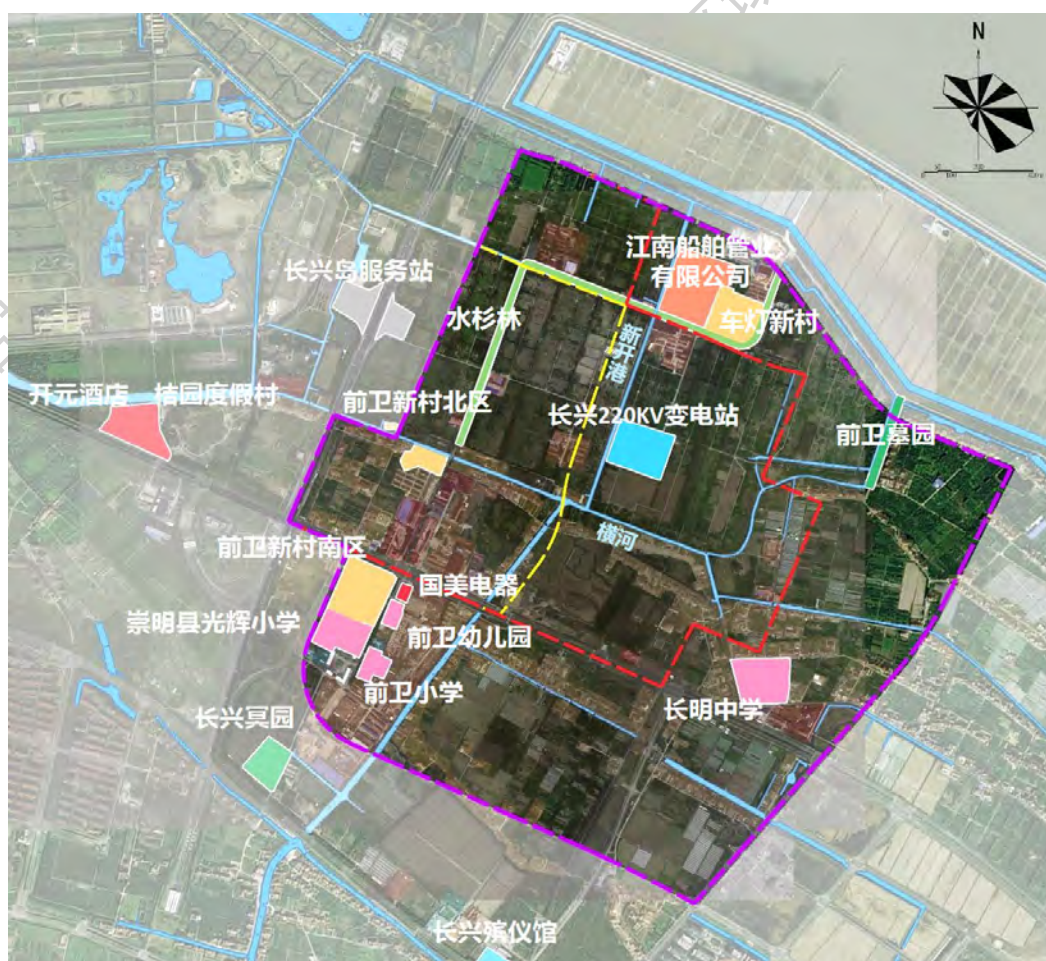 N
江南船舶管业
有限公司
长兴岛服务站
水杉林
车灯新村
新开港
开元酒店 桔园度假村
前卫新村北区
长兴220KV变电站
前卫墓园
横河
前卫新村南区
国美电器
崇明县光辉小学
前卫幼儿园
前卫小学
长明中学
长兴冥园
长兴殡仪馆